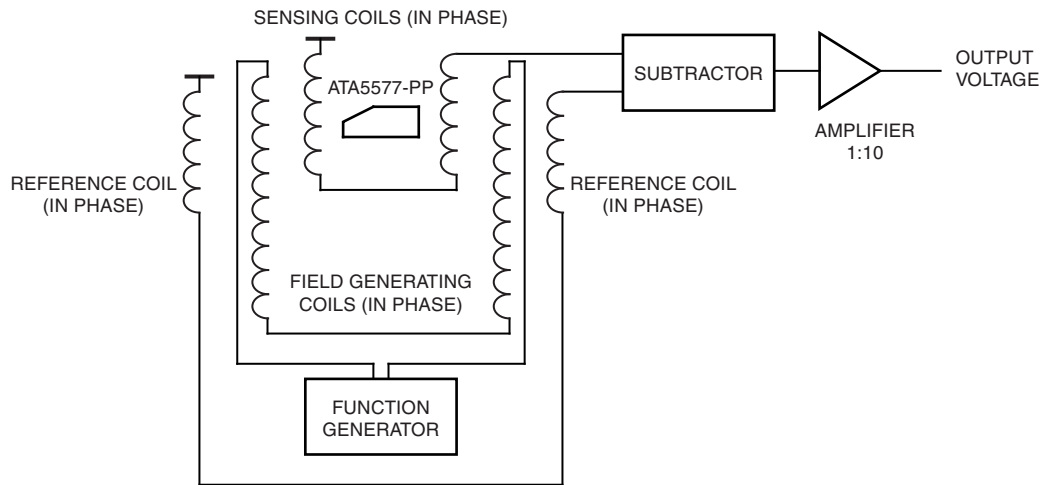 SENSING COILS (IN PHASE)
SUBTRACTOR
OUTPUT
VOLTAGE
ATA5577-PP
AMPLIFIER
1:10
REFERENCE COIL
(IN PHASE)
REFERENCE COIL
(IN PHASE)
FIELD GENERATING
COILS (IN PHASE)
FUNCTION
GENERATOR